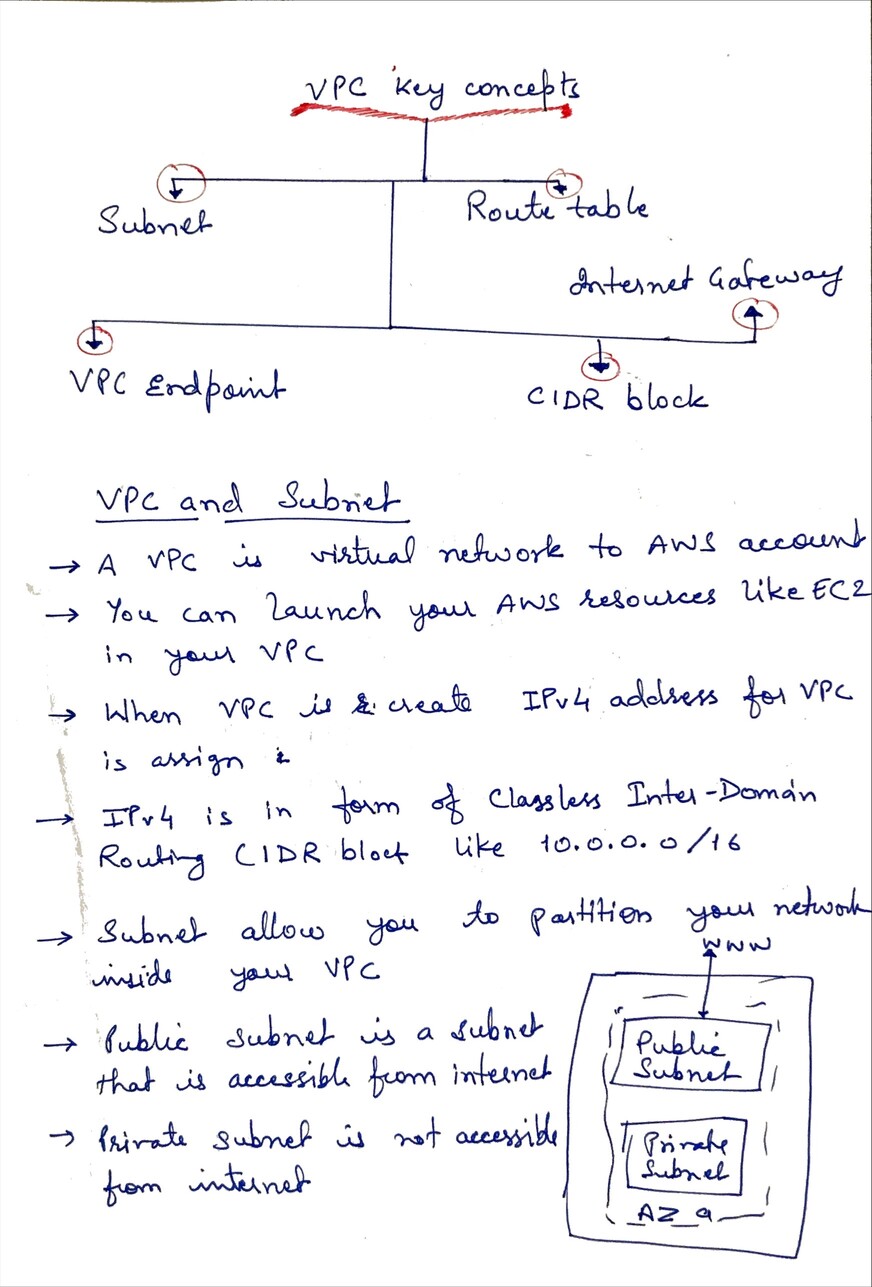 VPC Key concepts
Subnet
Route table
Internet Gateway
VPC Endpoint
CIDR block
VPC and Subnet
→ A VPC is virtual network to AWS account
→ You can launch your AWS resources like EC2
in your VPC
→ When VPC is create IPv4 address for VPC
is assign
→ IPv4 is in form of Classless Inter-Domain
Routing CIDR bloct like 10.0.0.0/16
→ Subnet allow you to partition your network
inside your VPC
WWW
→ Public subnet is a subnet
that is accessible from internet
→ Private subnet is not accessible
from internet
Public
Subnet
Private
Subnet
AZ a